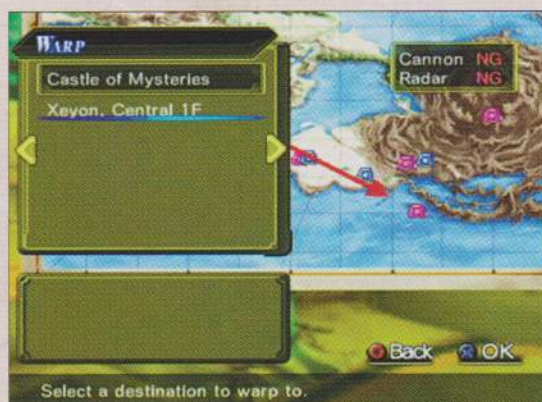 WARP
Castle of Mysteries
Xeyon, Central 1F
Cannon NG
Radar NG
Back OK
Select a destination to warp to.